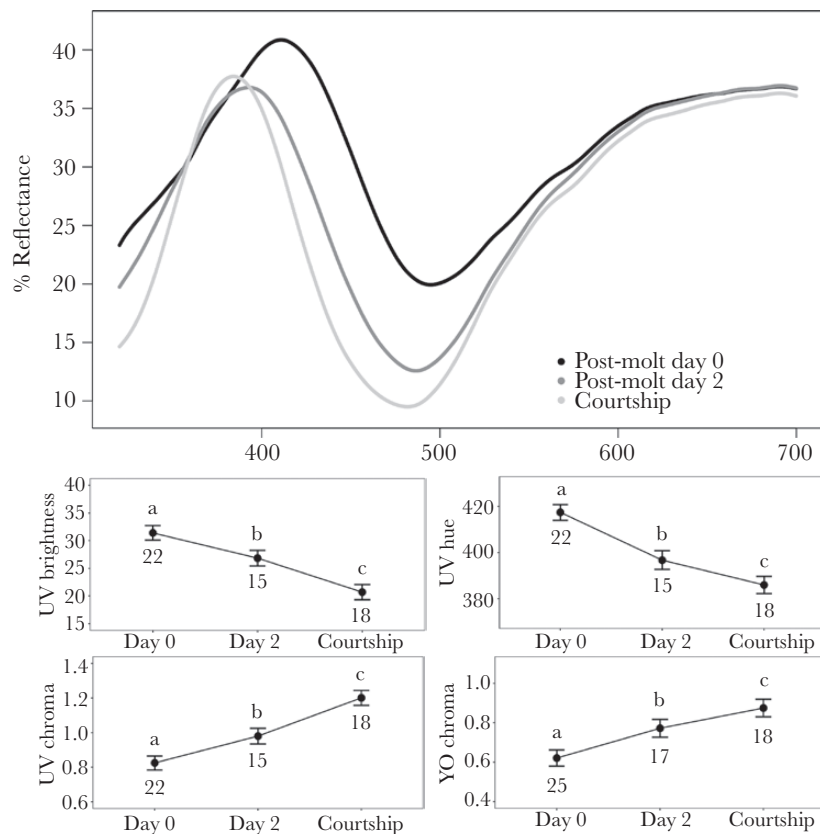 % Reflectance
40
35
30
25
20
15
10
Post-molt day 0
Post-molt day 2
Courtship
400
500
600
700
UV brightness
40
35
30
25
20
15
a
22
b
15
c
18
Day 0
Day 2
Courtship
UV hue
420
400
380
a
22
b
15
c
18
Day 0
Day 2
Courtship
UV chroma
1.4
1.2
1.0
0.8
0.6
a
22
b
15
c
18
Day 0
Day 2
Courtship
YO chroma
1.0
0.8
0.6
0.4
a
25
b
17
c
18
Day 0
Day 2
Courtship